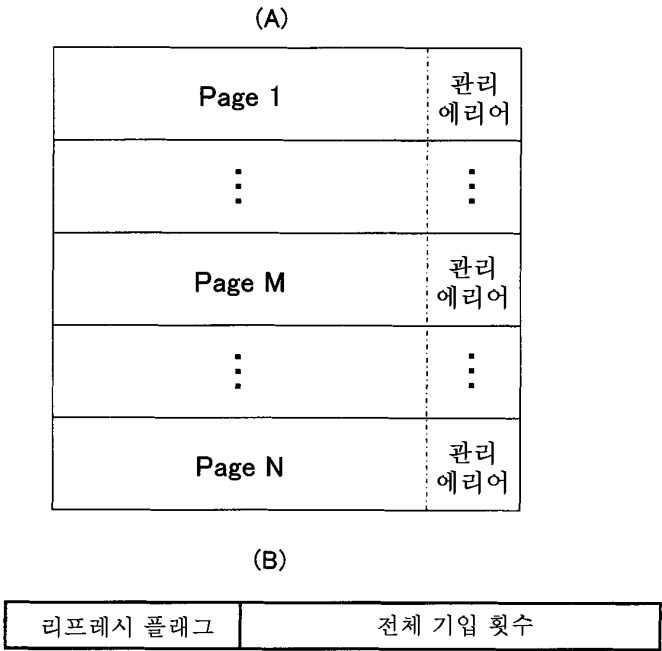 (A)
Page 1
관리
에리어
⋮ ⋮
Page M
관리
에리어
⋮ ⋮
Page N
관리
에리어
(B)
리프레시 플래그 전체 기입 횟수